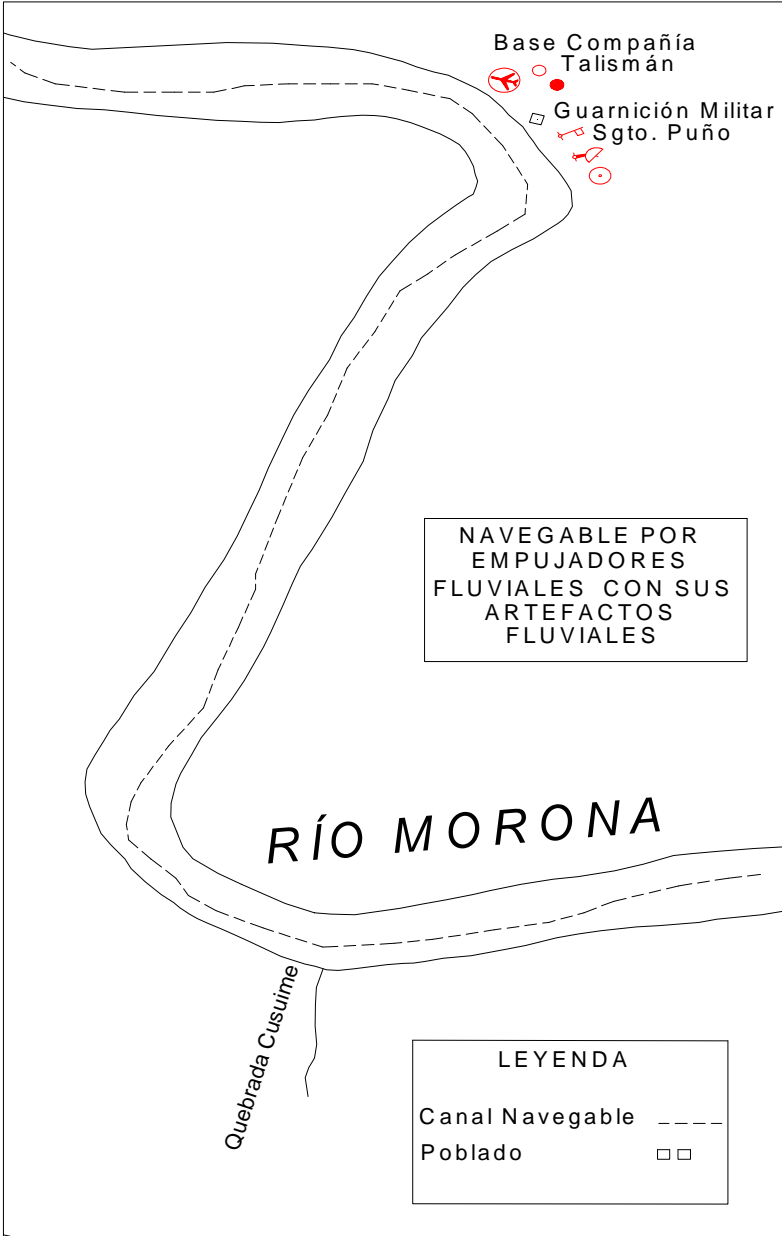 Base Compañía
Talismán
Guarnición Militar
Sgto. Puño
NAVEGABLE POR
EMPUJADORES
FLUVIALES CON SUS
ARTEFACTOS
FLUVIALES
RÍO MORONA
Quebrada Cusuime
LEYENDA
Canal Navegable
Poblado